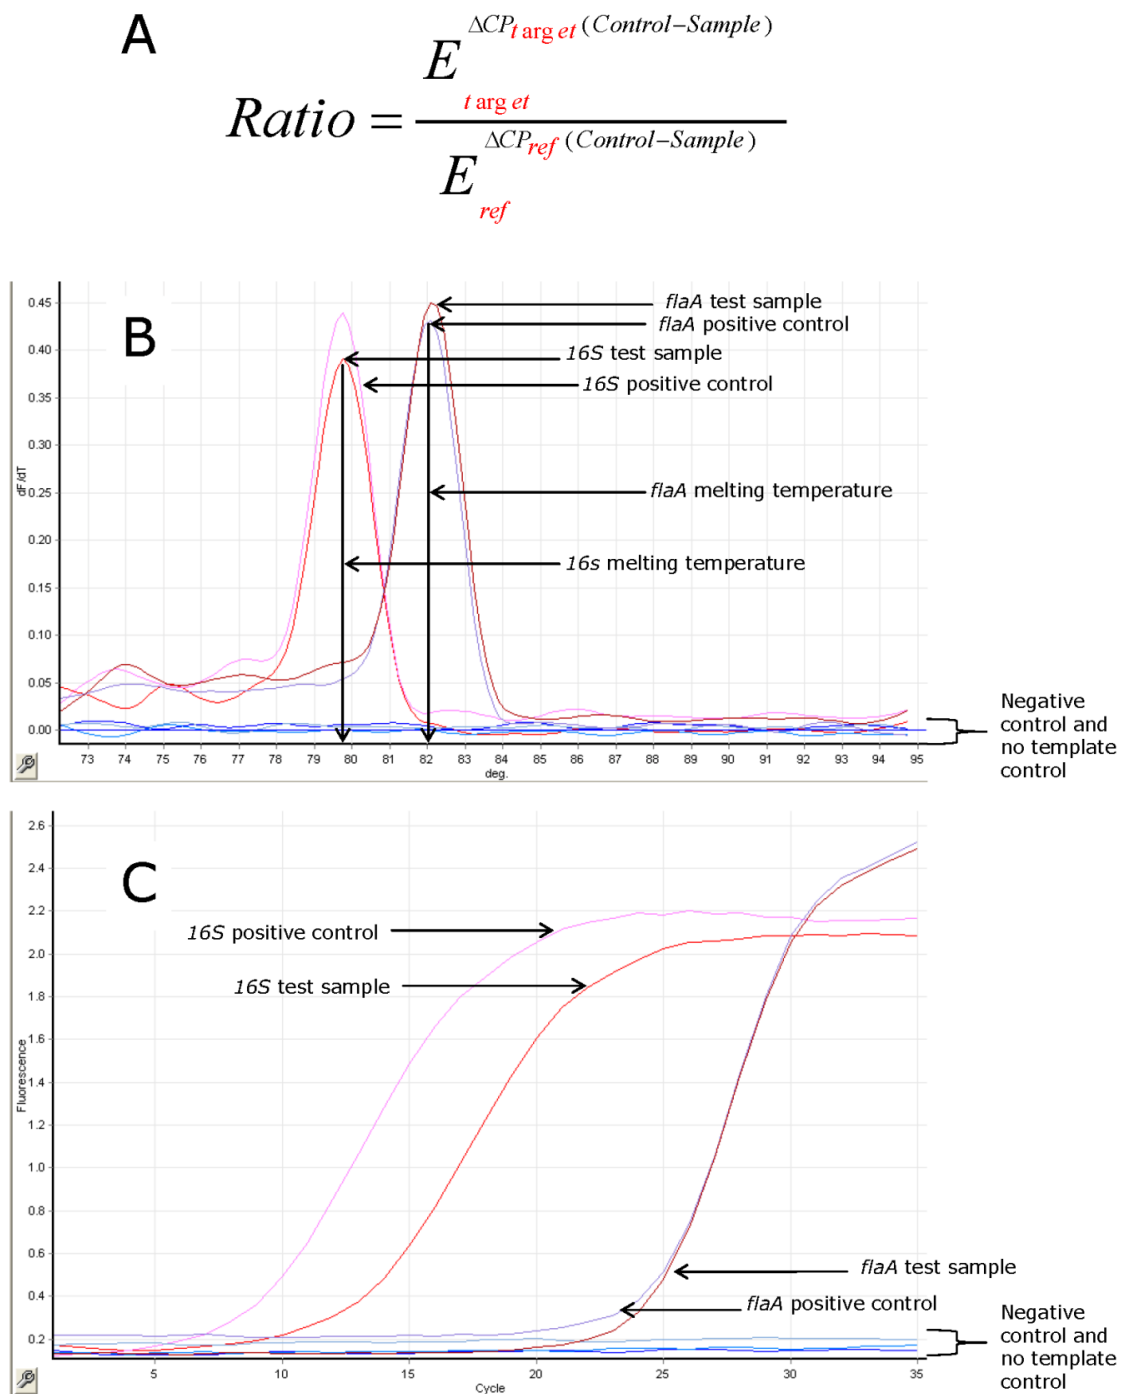 A
Ratio = E target ΔCP target (Control–Sample)
E ref ΔCP ref (Control–Sample)
B
0.45
0.40
0.35
0.30
0.25
0.20
0.15
0.10
0.05
0.00
dF/dT
flaA test sample
flaA positive control
16S test sample
16S positive control
flaA melting temperature
16s melting temperature
Negative
control and
no template
control
73 74 75 76 77 78 79 80 81 82 83 84 85 86 87 88 89 90 91 92 93 94 95
deg.
C
2.6
2.4
2.2
2.0
1.8
1.6
1.4
1.2
1.0
0.8
0.6
0.4
0.2
Fluorescence
16S positive control
16S test sample
flaA test sample
flaA positive control
Negative
control and
no template
control
5 10 15 20 25 30 35
Cycle